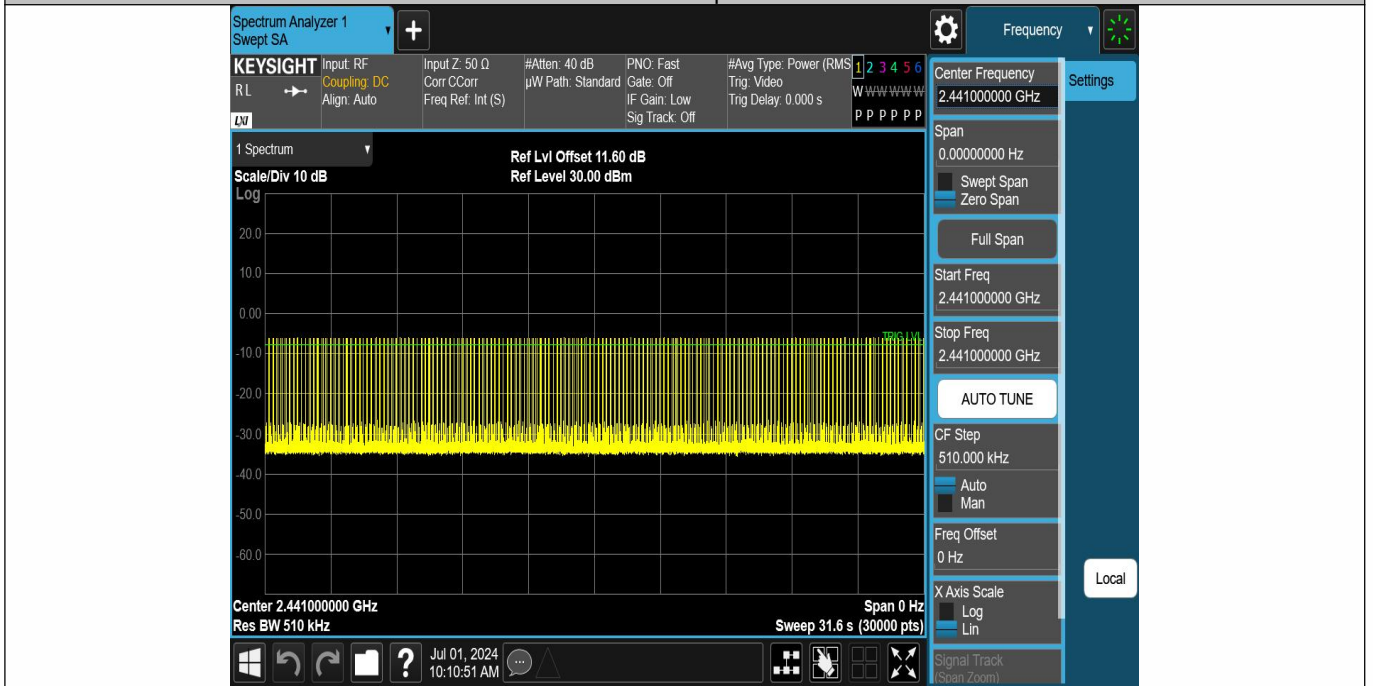 Spectrum Analyzer 1
Swept SA
+
Frequency
KEYSIGHT
R L
LXI
Input: RF
Coupling: DC
Align: Auto
Input Z: 50 Ω
Corr CCorr
Freq Ref: Int (S)
#Atten: 40 dB
µW Path: Standard
PNO: Fast
Gate: Off
IF Gain: Low
Sig Track: Off
#Avg Type: Power (RMS
Trig: Video
Trig Delay: 0.000 s
1 2 3 4 5 6
W W W W W W
P P P P P P
1 Spectrum
Scale/Div 10 dB
Ref Lvl Offset 11.60 dB
Ref Level 30.00 dBm
Log
20.0
10.0
0.00
-10.0
-20.0
-30.0
-40.0
-50.0
-60.0
TRIG LVL
Center 2.441000000 GHz
Res BW 510 kHz
Span 0 Hz
Sweep 31.6 s (30000 pts)
Center Frequency
2.441000000 GHz
Settings
Span
0.00000000 Hz
Swept Span
Zero Span
Full Span
Start Freq
2.441000000 GHz
Stop Freq
2.441000000 GHz
AUTO TUNE
CF Step
510.000 kHz
Auto
Man
Freq Offset
0 Hz
Local
X Axis Scale
Log
Lin
Signal Track
(Span Zoom)
?
Jul 01, 2024
10:10:51 AM